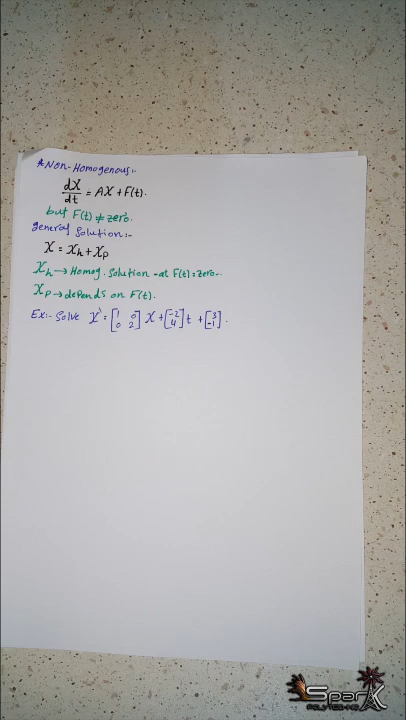 * Non-Homogenous:-
dX/dt = AX + F(t).
but F(t) ≠ zero.
general solution:-
X = Xh + Xp
Xh → Homog. solution at F(t)=zero.
Xp → depends on F(t).
Ex:- Solve X' = [1 0; 0 2] X + [-2; 4] t + [3; -1].
Spark
POLYTECHNIC